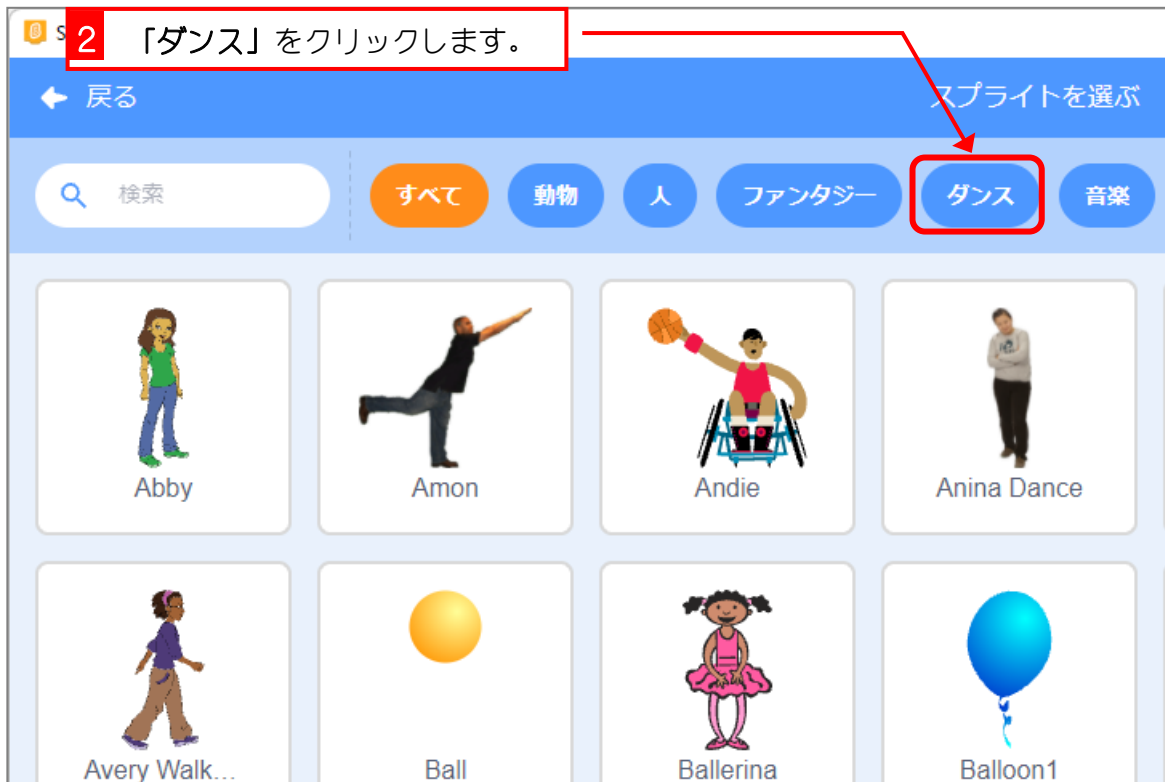 S
2 「ダンス」をクリックします。
戻る
スプライトを選ぶ
検索
すべて
動物
人
ファンタジー
ダンス
音楽
Abby
Amon
Andie
Anina Dance
Avery Walk...
Ball
Ballerina
Balloon1